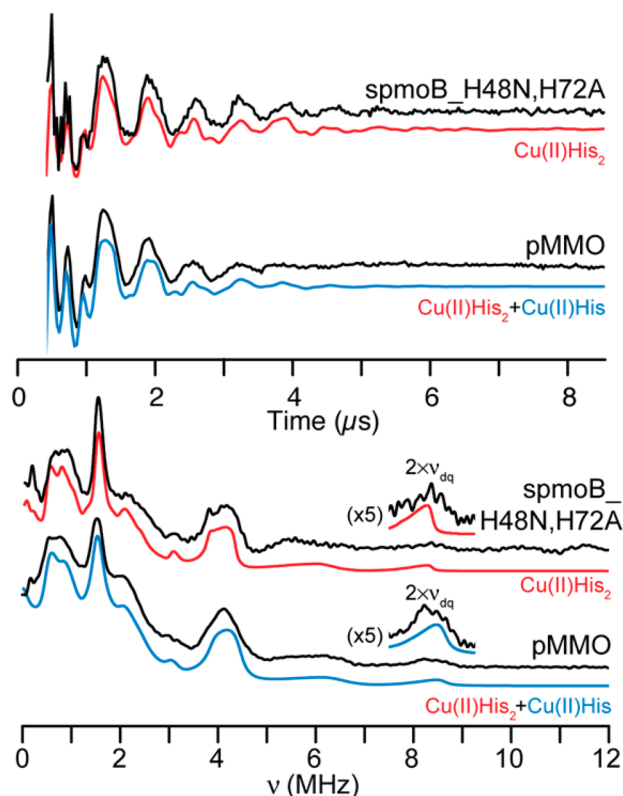 spmoB_H48N,H72A
Cu(II)His₂
pMMO
Cu(II)His₂+Cu(II)His
0 2 4 6 8
Time (µs)
2×ν_dq
(x5)
spmoB_
H48N,H72A
Cu(II)His₂
2×ν_dq
(x5)
pMMO
Cu(II)His₂+Cu(II)His
0 2 4 6 8 10 12
ν (MHz)